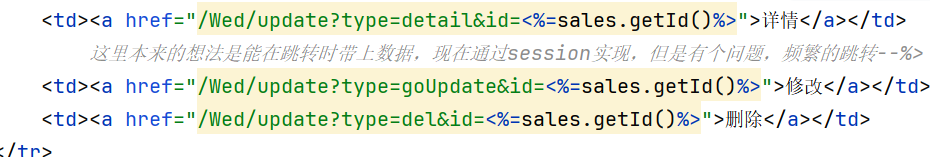 <td><a href="/Wed/update?type=detail&id=<%=sales.getId()%>">详情</a></td>
这里本来的想法是能在跳转时带上数据，现在通过session实现，但是有个问题，频繁的跳转--%>
<td><a href="/Wed/update?type=goUpdate&id=<%=sales.getId()%>">修改</a></td>
<td><a href="/Wed/update?type=del&id=<%=sales.getId()%>">删除</a></td>
</tr>